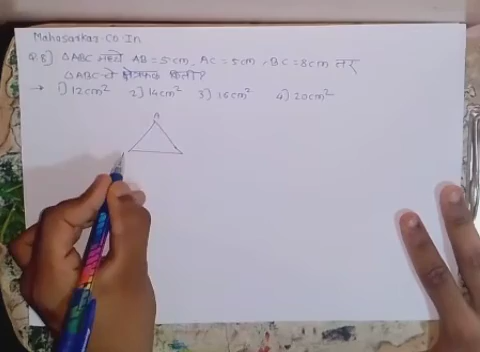 Mahasarkar.Co.In
Q.8] △ABC मध्ये AB = 5cm, AC = 5cm, BC = 8cm तर
△ABC चे क्षेत्रफळ किती?
→ 1] 12cm² 2] 14cm² 3] 16cm² 4] 20cm²
A